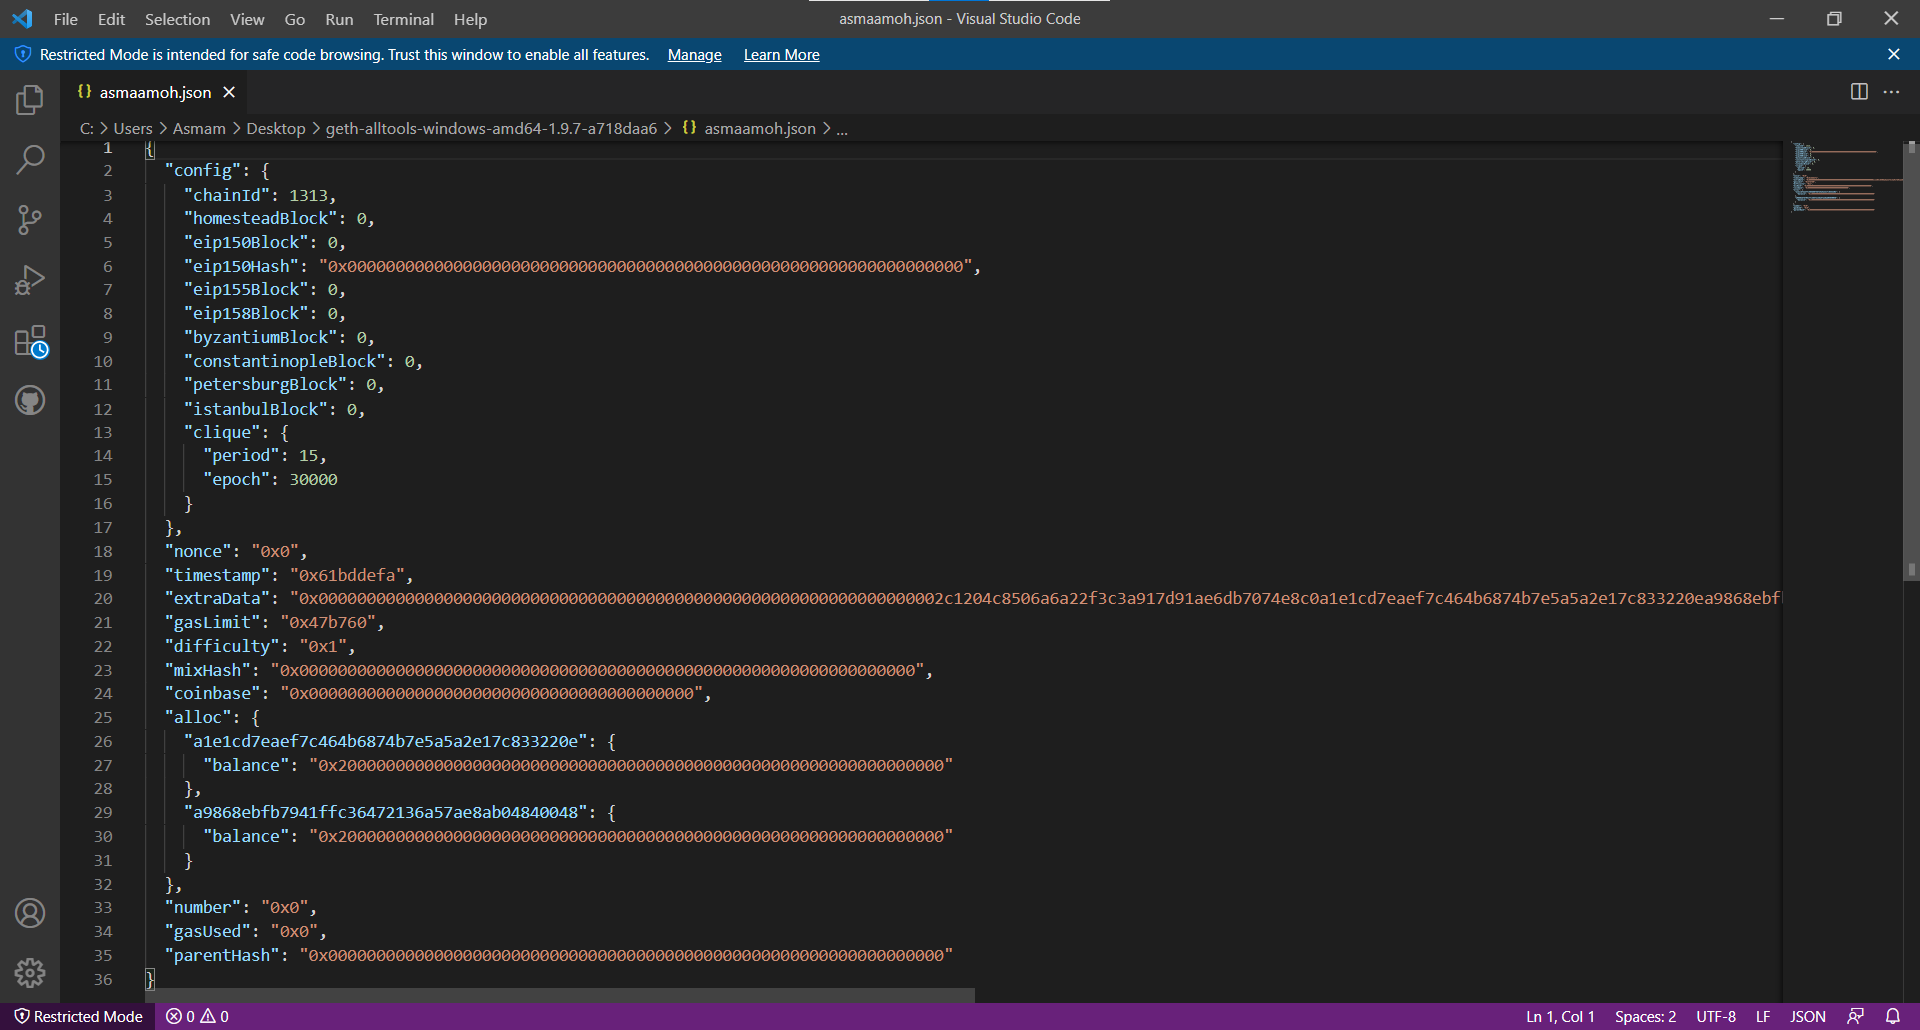 File Edit Selection View Go Run Terminal Help
asmaamoh.json - Visual Studio Code
Restricted Mode is intended for safe code browsing. Trust this window to enable all features. Manage Learn More
{} asmaamoh.json
C: > Users > Asmam > Desktop > geth-alltools-windows-amd64-1.9.7-a718daa6 > {} asmaamoh.json > ...
1 {
2 "config": {
3 "chainId": 1313,
4 "homesteadBlock": 0,
5 "eip150Block": 0,
6 "eip150Hash": "0x0000000000000000000000000000000000000000000000000000000000000000",
7 "eip155Block": 0,
8 "eip158Block": 0,
9 "byzantiumBlock": 0,
10 "constantinopleBlock": 0,
11 "petersburgBlock": 0,
12 "istanbulBlock": 0,
13 "clique": {
14 "period": 15,
15 "epoch": 30000
16 }
17 },
18 "nonce": "0x0",
19 "timestamp": "0x61bddefa",
20 "extraData": "0x00000000000000000000000000000000000000000000000000000000000000002c1204c8506a6a22f3c3a917d91ae6db7074e8c0a1e1cd7eaef7c464b6874b7e5a5a2e17c833220ea9868ebf
21 "gasLimit": "0x47b760",
22 "difficulty": "0x1",
23 "mixHash": "0x0000000000000000000000000000000000000000000000000000000000000000",
24 "coinbase": "0x0000000000000000000000000000000000000000",
25 "alloc": {
26 "a1e1cd7eaef7c464b6874b7e5a5a2e17c833220e": {
27 "balance": "0x200000000000000000000000000000000000000000000000000000000000000"
28 },
29 "a9868ebfb7941ffc36472136a57ae8ab04840048": {
30 "balance": "0x200000000000000000000000000000000000000000000000000000000000000"
31 }
32 },
33 "number": "0x0",
34 "gasUsed": "0x0",
35 "parentHash": "0x0000000000000000000000000000000000000000000000000000000000000000"
36 }
Restricted Mode 0 0 Ln 1, Col 1 Spaces: 2 UTF-8 LF JSON